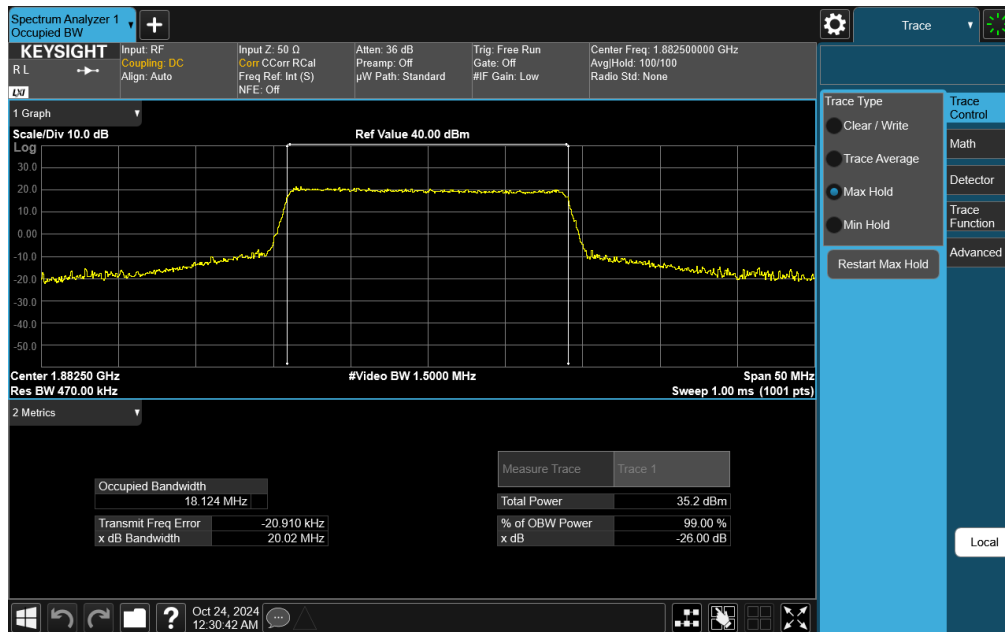 Spectrum Analyzer 1
Occupied BW
Trace
KEYSIGHT
R L
LXI
Input: RF
Coupling: DC
Align: Auto
Input Z: 50 Ω
Corr CCorr RCal
Freq Ref: Int (S)
NFE: Off
Atten: 36 dB
Preamp: Off
µW Path: Standard
Trig: Free Run
Gate: Off
#IF Gain: Low
Center Freq: 1.882500000 GHz
Avg|Hold: 100/100
Radio Std: None
1 Graph
Scale/Div 10.0 dB
Ref Value 40.00 dBm
Log
30.0
20.0
10.0
0.00
-10.0
-20.0
-30.0
-40.0
-50.0
Center 1.88250 GHz
#Video BW 1.5000 MHz
Span 50 MHz
Res BW 470.00 kHz
Sweep 1.00 ms (1001 pts)
2 Metrics
Measure Trace
Trace 1
Occupied Bandwidth
18.124 MHz
Total Power
35.2 dBm
Transmit Freq Error
-20.910 kHz
% of OBW Power
99.00 %
x dB Bandwidth
20.02 MHz
x dB
-26.00 dB
Trace Type
Clear / Write
Trace Average
Max Hold
Min Hold
Restart Max Hold
Trace
Control
Math
Detector
Trace
Function
Advanced
Local
?
Oct 24, 2024
12:30:42 AM